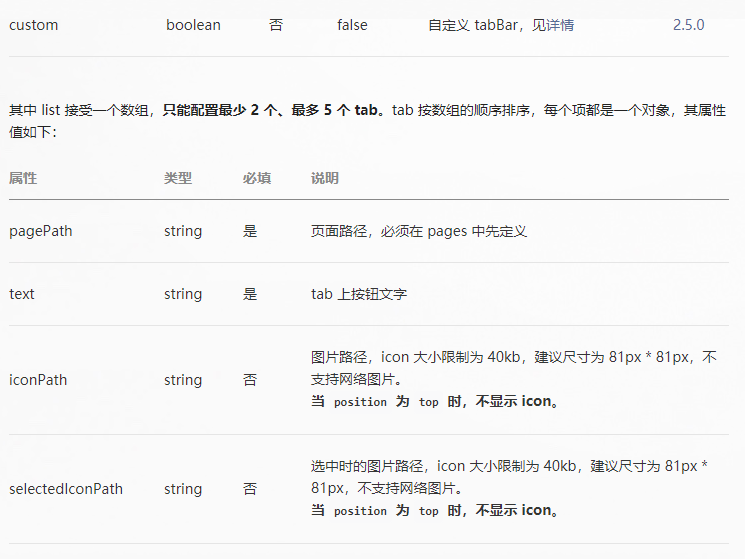 custom boolean 否 false 自定义 tabBar，见详情 2.5.0
其中 list 接受一个数组，只能配置最少 2 个、最多 5 个 tab。tab 按数组的顺序排序，每个项都是一个对象，其属性
值如下：
属性 类型 必填 说明
pagePath string 是 页面路径，必须在 pages 中先定义
text string 是 tab 上按钮文字
iconPath string 否 图片路径，icon 大小限制为 40kb，建议尺寸为 81px * 81px，不
支持网络图片。
当 position 为 top 时，不显示 icon。
selectedIconPath string 否 选中时的图片路径，icon 大小限制为 40kb，建议尺寸为 81px *
81px，不支持网络图片。
当 position 为 top 时，不显示 icon。